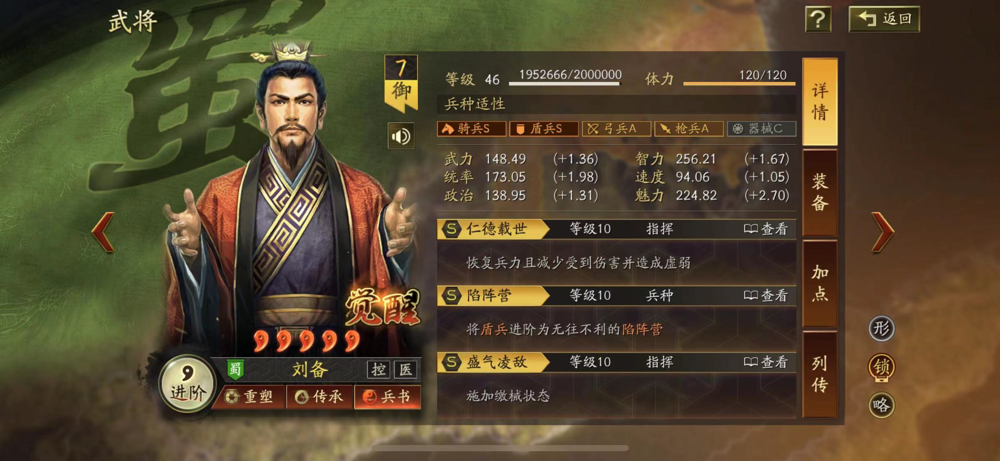 武将
?
返回
蜀
7
御
等级 46 1952666/2000000 体力 120/120
兵种适性
骑兵S 盾兵S 弓兵A 枪兵A 器械C
武力 148.49 (+1.36) 智力 256.21 (+1.67)
统率 173.05 (+1.98) 速度 94.06 (+1.05)
政治 138.95 (+1.31) 魅力 224.82 (+2.70)
S 仁德载世 等级10 指挥 查看
恢复兵力且减少受到伤害并造成虚弱
S 陷阵营 等级10 兵种 查看
将盾兵进阶为无往不利的陷阵营
S 盛气凌敌 等级10 指挥 查看
施加缴械状态
觉醒
进阶
蜀 刘备 控 医
重塑 传承 兵书
详情
装备
加点
列传
形
锁
略